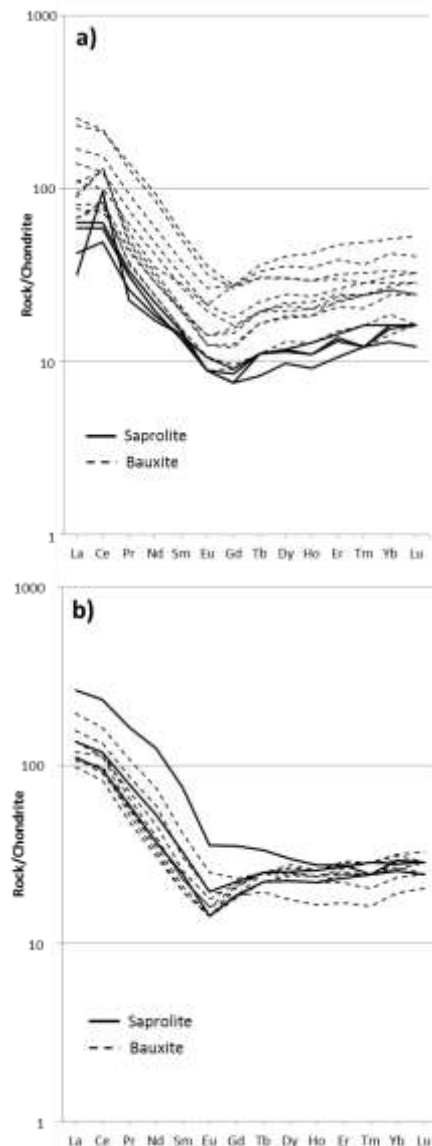 1000
a)
100
Rock/Chondrite
10
Saprolite
Bauxite
1
La Ce Pr Nd Sm Eu Gd Tb Dy Ho Er Tm Yb Lu
1000
b)
100
Rock/Chondrite
10
Saprolite
Bauxite
1
La Ce Pr Nd Sm Eu Gd Tb Dy Ho Er Tm Yb Lu